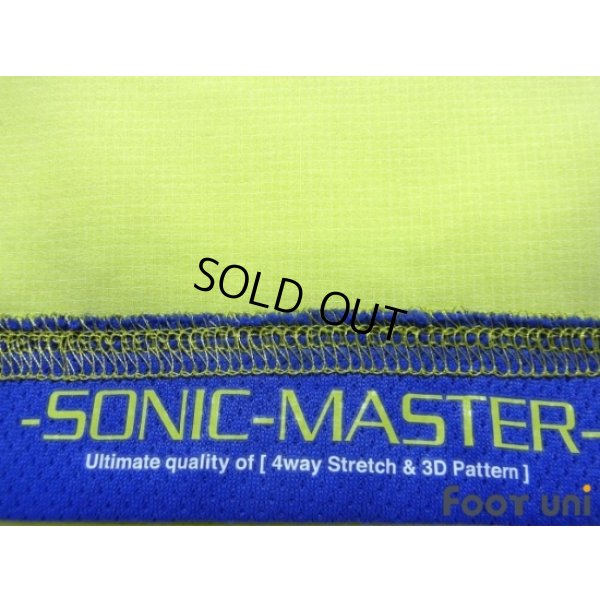 SOLD OUT
-SONIC-MASTER-
Ultimate quality of [ 4way Stretch & 3D Pattern ]
Foot uni